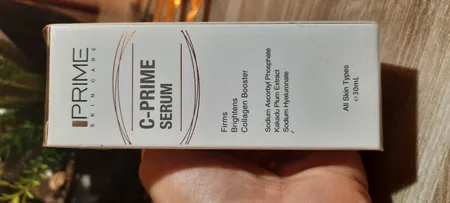 PRIME
SKIN CARE
C-PRIME
SERUM
Firms
Brightens
Collagen Booster
Sodium Ascorbyl Phosphate
Kakadu Plum Extract
Sodium Hyaluronate
All Skin Types
℮30mL